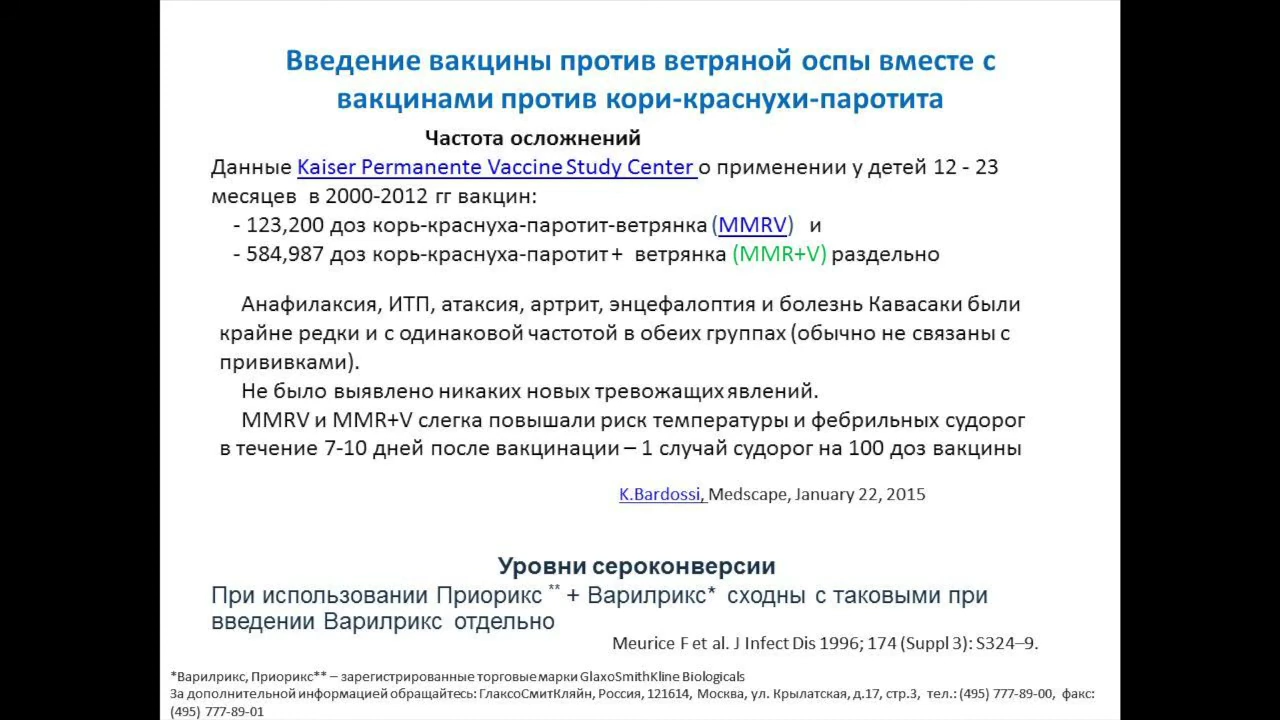 Введение вакцины против ветряной оспы вместе с
вакцинами против кори-краснухи-паротита
Частота осложнений
Данные Kaiser Permanente Vaccine Study Center о применении у детей 12 - 23
месяцев в 2000-2012 гг вакцин:
- 123,200 доз корь-краснуха-паротит-ветрянка (MMRV) и
- 584,987 доз корь-краснуха-паротит + ветрянка (MMR+V) раздельно
Анафилаксия, ИТП, атаксия, артрит, энцефалоптия и болезнь Кавасаки были
крайне редки и с одинаковой частотой в обеих группах (обычно не связаны с
прививками).
Не было выявлено никаких новых тревожащих явлений.
MMRV и MMR+V слегка повышали риск температуры и фебрильных судорог
в течение 7-10 дней после вакцинации – 1 случай судорог на 100 доз вакцины
K.Bardossi, Medscape, January 22, 2015
Уровни сероконверсии
При использовании Приорикс ** + Варилрикс* сходны с таковыми при
введении Варилрикс отдельно
Meurice F et al. J Infect Dis 1996; 174 (Suppl 3): S324–9.
*Варилрикс, Приорикс** – зарегистрированные торговые марки GlaxoSmithKline Biologicals
За дополнительной информацией обращайтесь: ГлаксоСмитКляйн, Россия, 121614, Москва, ул. Крылатская, д.17, стр.3, тел.: (495) 777-89-00, факс:
(495) 777-89-01